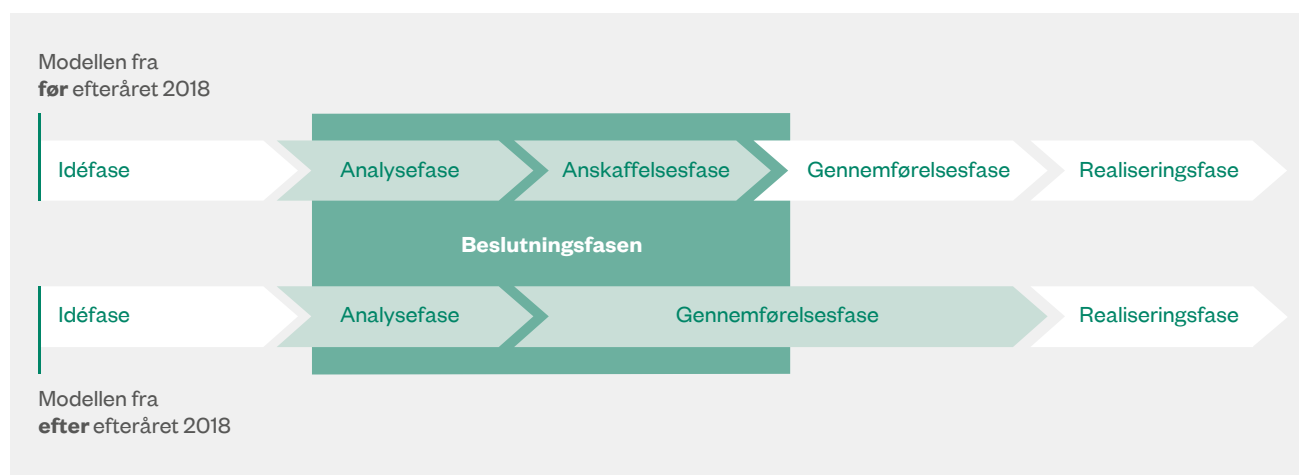 Modellen fra
før efteråret 2018
Idéfase
Analysefase
Anskaffelsesfase
Gennemførelsesfase
Realiseringsfase
Beslutningsfasen
Idéfase
Analysefase
Gennemførelsesfase
Realiseringsfase
Modellen fra
efter efteråret 2018